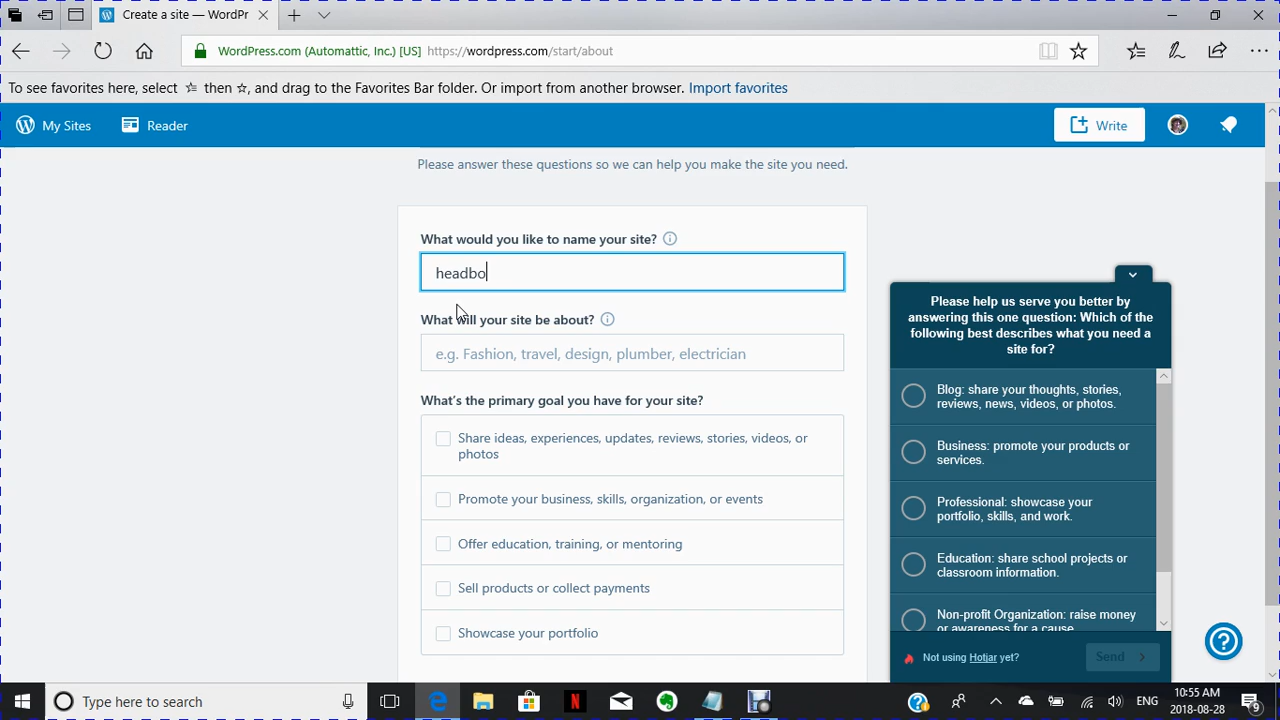 Create a site — WordPr
WordPress.com (Automattic, Inc.) [US] https://wordpress.com/start/about
To see favorites here, select ☆ then ☆, and drag to the Favorites Bar folder. Or import from another browser. Import favorites
My Sites Reader Write
Please answer these questions so we can help you make the site you need.
What would you like to name your site?
headbo
What will your site be about?
e.g. Fashion, travel, design, plumber, electrician
What's the primary goal you have for your site?
Share ideas, experiences, updates, reviews, stories, videos, or
photos
Promote your business, skills, organization, or events
Offer education, training, or mentoring
Sell products or collect payments
Showcase your portfolio
Please help us serve you better by
answering this one question: Which of the
following best describes what you need a
site for?
Blog: share your thoughts, stories,
reviews, news, videos, or photos.
Business: promote your products or
services.
Professional: showcase your
portfolio, skills, and work.
Education: share school projects or
classroom information.
Non-profit Organization: raise money
or awareness for a cause
Not using Hotjar yet? Send
Type here to search
ENG
10:55 AM
2018-08-28
9